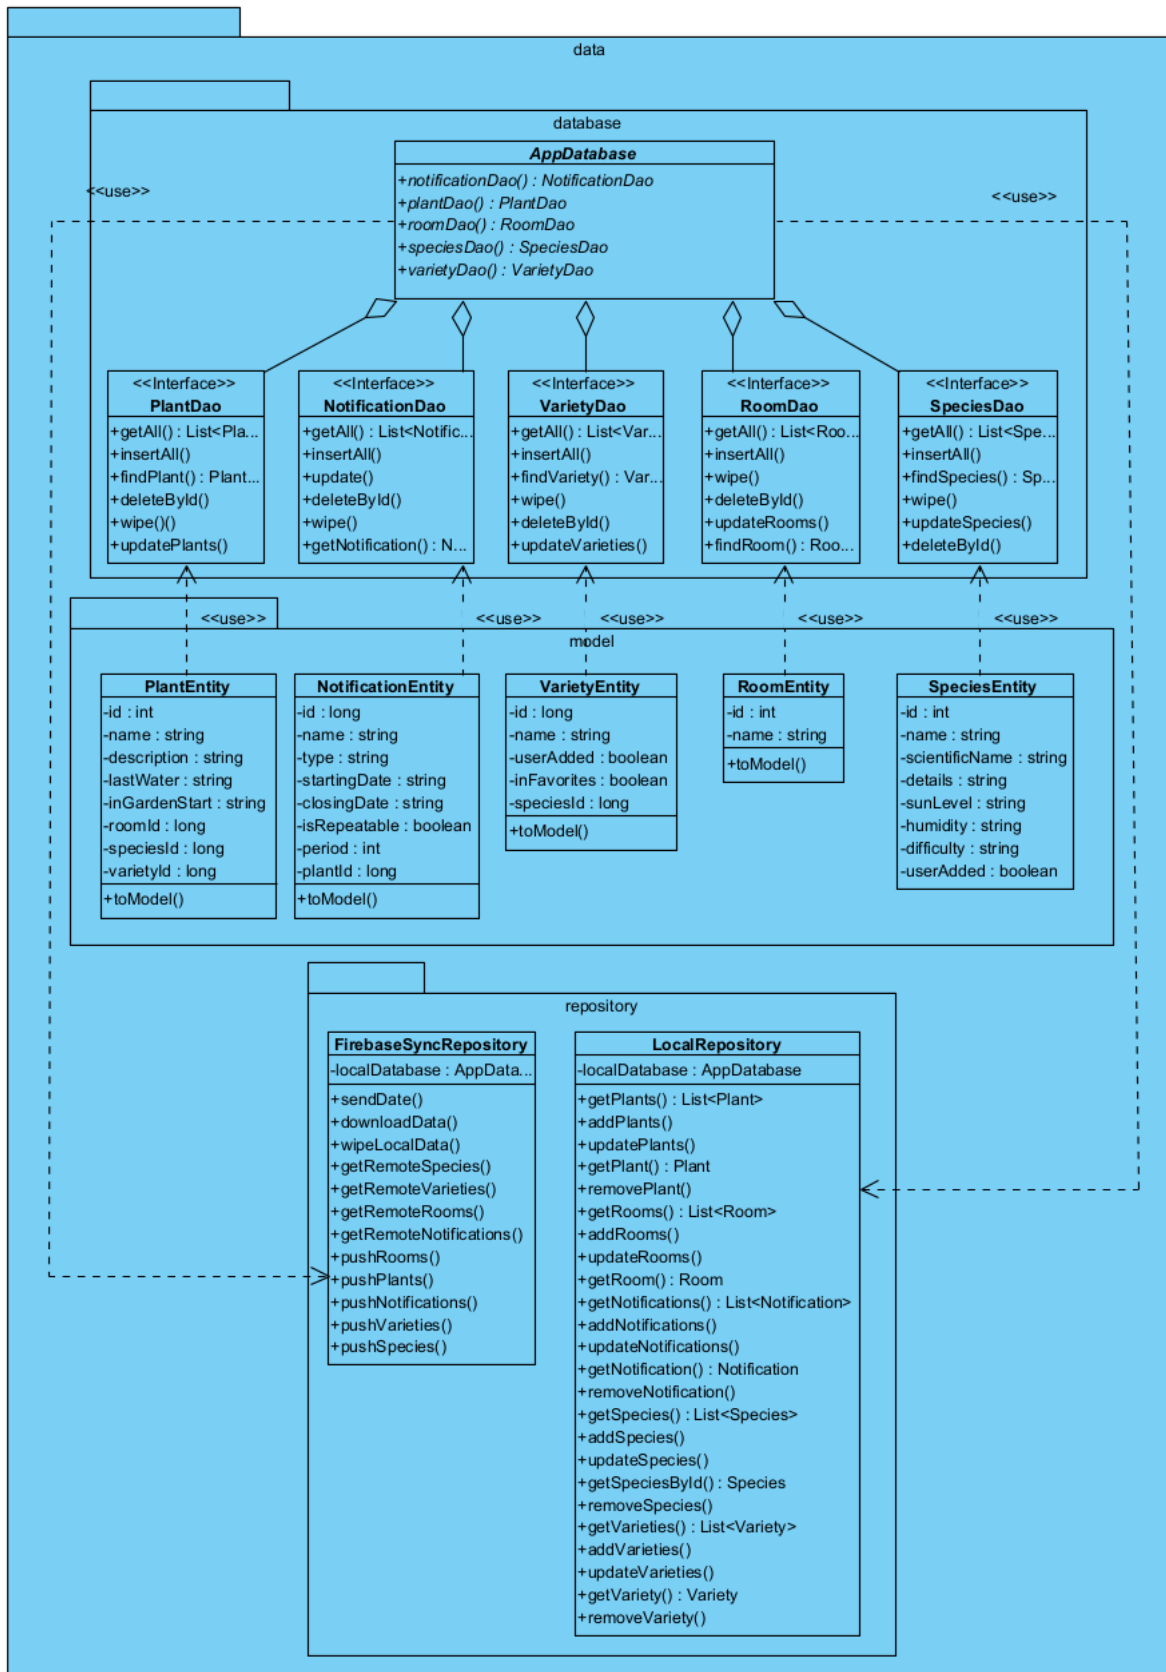 data
database
AppDatabase
+notificationDao() : NotificationDao
+plantDao() : PlantDao
+roomDao() : RoomDao
+speciesDao() : SpeciesDao
+varietyDao() : VarietyDao
<<use>>
<<use>>
<<Interface>>
PlantDao
+getAll() : List<Pla...
+insertAll()
+findPlant() : Plant...
+deleteById()
+wipe()()
+updatePlants()
<<Interface>>
NotificationDao
+getAll() : List<Notific...
+insertAll()
+update()
+deleteById()
+wipe()
+getNotification() : N...
<<Interface>>
VarietyDao
+getAll() : List<Var...
+insertAll()
+findVariety() : Var...
+wipe()
+deleteById()
+updateVarieties()
<<Interface>>
RoomDao
+getAll() : List<Roo...
+insertAll()
+wipe()
+deleteById()
+updateRooms()
+findRoom() : Roo...
<<Interface>>
SpeciesDao
+getAll() : List<Spe...
+insertAll()
+findSpecies() : Sp...
+wipe()
+updateSpecies()
+deleteById()
<<use>>
<<use>>
<<use>>
<<use>>
<<use>>
model
PlantEntity
-id : int
-name : string
-description : string
-lastWater : string
-inGardenStart : string
-roomId : long
-speciesId : long
-varietyId : long
+toModel()
NotificationEntity
-id : long
-name : string
-type : string
-startingDate : string
-closingDate : string
-isRepeatable : boolean
-period : int
-plantId : long
+toModel()
VarietyEntity
-id : long
-name : string
-userAdded : boolean
-inFavorites : boolean
-speciesId : long
+toModel()
RoomEntity
-id : int
-name : string
+toModel()
SpeciesEntity
-id : int
-name : string
-scientificName : string
-details : string
-sunLevel : string
-humidity : string
-difficulty : string
-userAdded : boolean
repository
FirebaseSyncRepository
-localDatabase : AppData...
+sendDate()
+downloadData()
+wipeLocalData()
+getRemoteSpecies()
+getRemoteVarieties()
+getRemoteRooms()
+getRemoteNotifications()
+pushRooms()
+pushPlants()
+pushNotifications()
+pushVarieties()
+pushSpecies()
LocalRepository
-localDatabase : AppDatabase
+getPlants() : List<Plant>
+addPlants()
+updatePlants()
+getPlant() : Plant
+removePlant()
+getRooms() : List<Room>
+addRooms()
+updateRooms()
+getRoom() : Room
+getNotifications() : List<Notification>
+addNotifications()
+updateNotifications()
+getNotification() : Notification
+removeNotification()
+getSpecies() : List<Species>
+addSpecies()
+updateSpecies()
+getSpeciesById() : Species
+removeSpecies()
+getVarieties() : List<Variety>
+addVarieties()
+updateVarieties()
+getVariety() : Variety
+removeVariety()